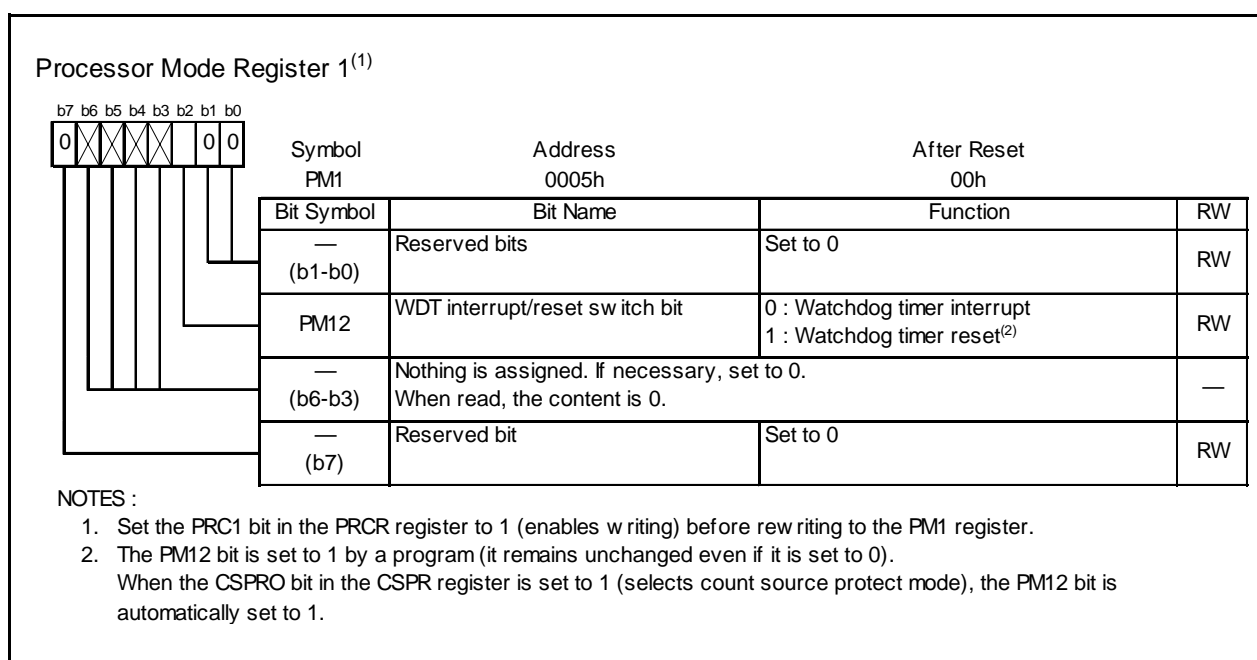 Processor Mode Register 1(1)
b7 b6 b5 b4 b3 b2 b1 b0
0 0 0
Symbol Address After Reset
PM1 0005h 00h
Bit Symbol Bit Name Function RW
— (b1-b0) Reserved bits Set to 0 RW
PM12 WDT interrupt/reset switch bit 0 : Watchdog timer interrupt RW
1 : Watchdog timer reset(2)
— (b6-b3) Nothing is assigned. If necessary, set to 0. —
When read, the content is 0.
— (b7) Reserved bit Set to 0 RW
NOTES :
1. Set the PRC1 bit in the PRCR register to 1 (enables writing) before rewriting to the PM1 register.
2. The PM12 bit is set to 1 by a program (it remains unchanged even if it is set to 0).
When the CSPRO bit in the CSPR register is set to 1 (selects count source protect mode), the PM12 bit is
automatically set to 1.